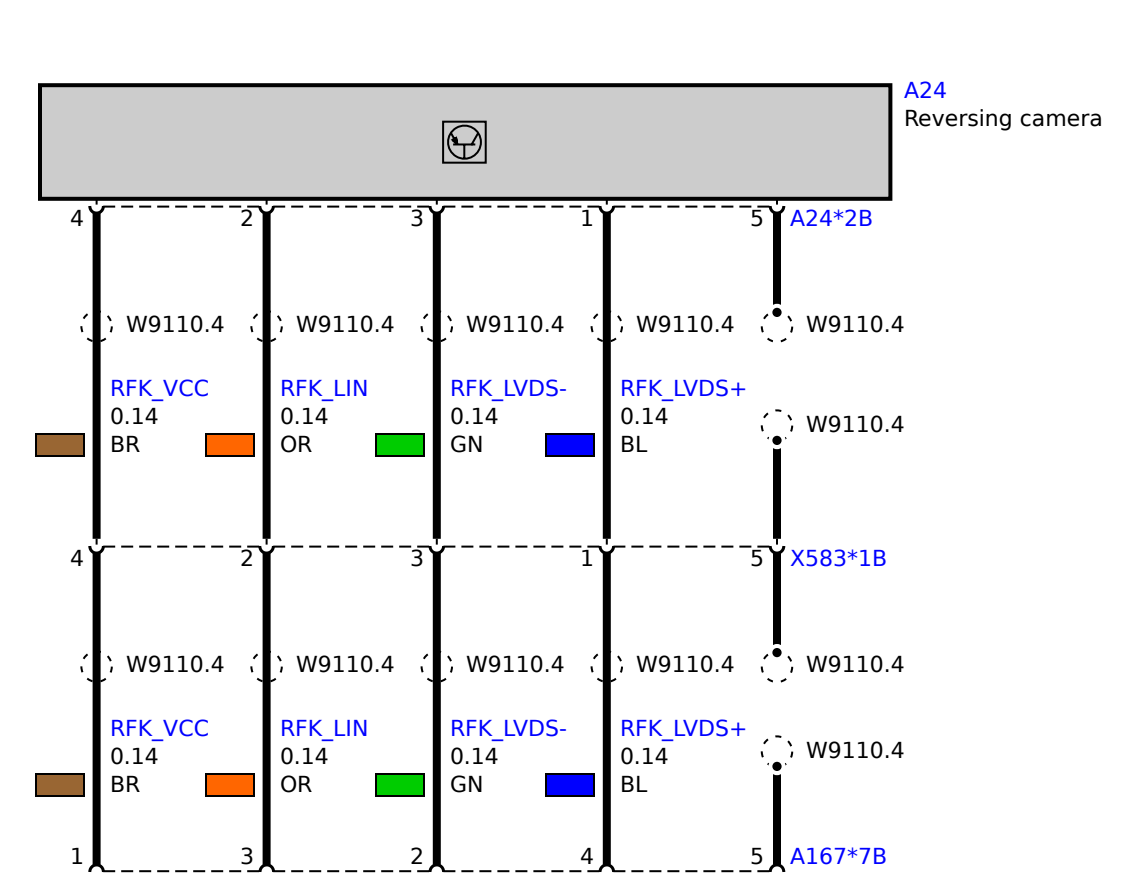 A24
Reversing camera
4 2 3 1 5 A24*2B
W9110.4 W9110.4 W9110.4 W9110.4 W9110.4
RFK_VCC RFK_LIN RFK_LVDS- RFK_LVDS+
0.14 0.14 0.14 0.14 W9110.4
BR OR GN BL
4 2 3 1 5 X583*1B
W9110.4 W9110.4 W9110.4 W9110.4 W9110.4
RFK_VCC RFK_LIN RFK_LVDS- RFK_LVDS+
0.14 0.14 0.14 0.14 W9110.4
BR OR GN BL
1 3 2 4 5 A167*7B